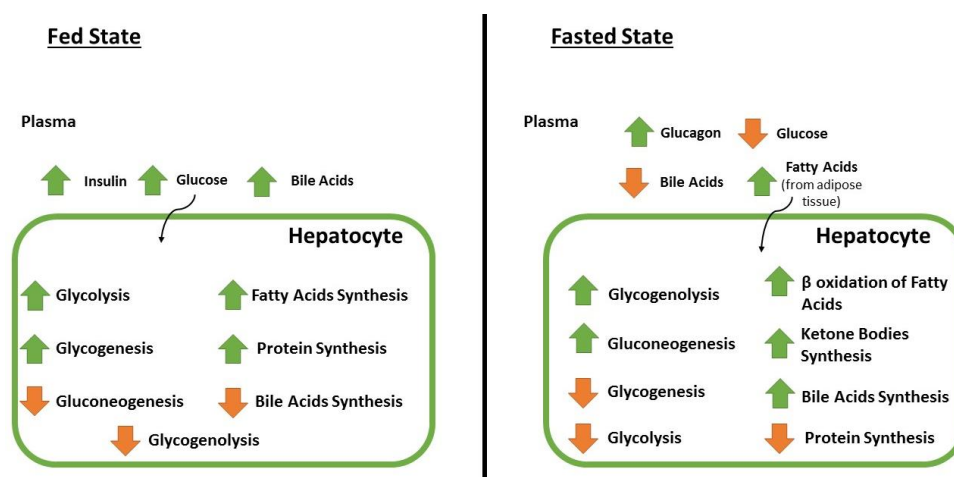 Fed State
Plasma
Insulin
Glucose
Bile Acids
Hepatocyte
Glycolysis
Fatty Acids Synthesis
Glycogenesis
Protein Synthesis
Gluconeogenesis
Bile Acids Synthesis
Glycogenolysis
Fasted State
Plasma
Glucagon
Glucose
Bile Acids
Fatty Acids
(from adipose
tissue)
Hepatocyte
Glycogenolysis
β oxidation of Fatty
Acids
Gluconeogenesis
Ketone Bodies
Synthesis
Glycogenesis
Bile Acids Synthesis
Glycolysis
Protein Synthesis